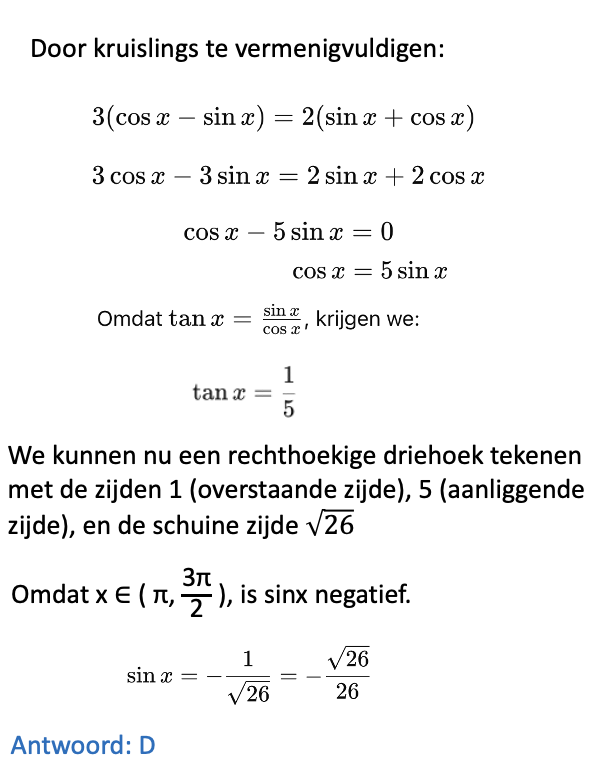 Door kruislings te vermenigvuldigen:
3(cos x − sin x) = 2(sin x + cos x)
3 cos x − 3 sin x = 2 sin x + 2 cos x
cos x − 5 sin x = 0
cos x = 5 sin x
Omdat tan x = \frac{sin x}{cos x}, krijgen we:
tan x = \frac{1}{5}
We kunnen nu een rechthoekige driehoek tekenen
met de zijden 1 (overstaande zijde), 5 (aanliggende
zijde), en de schuine zijde √26
Omdat x ∈ ( π, \frac{3π}{2} ), is sinx negatief.
sin x = −\frac{1}{√26} = −\frac{√26}{26}
Antwoord: D